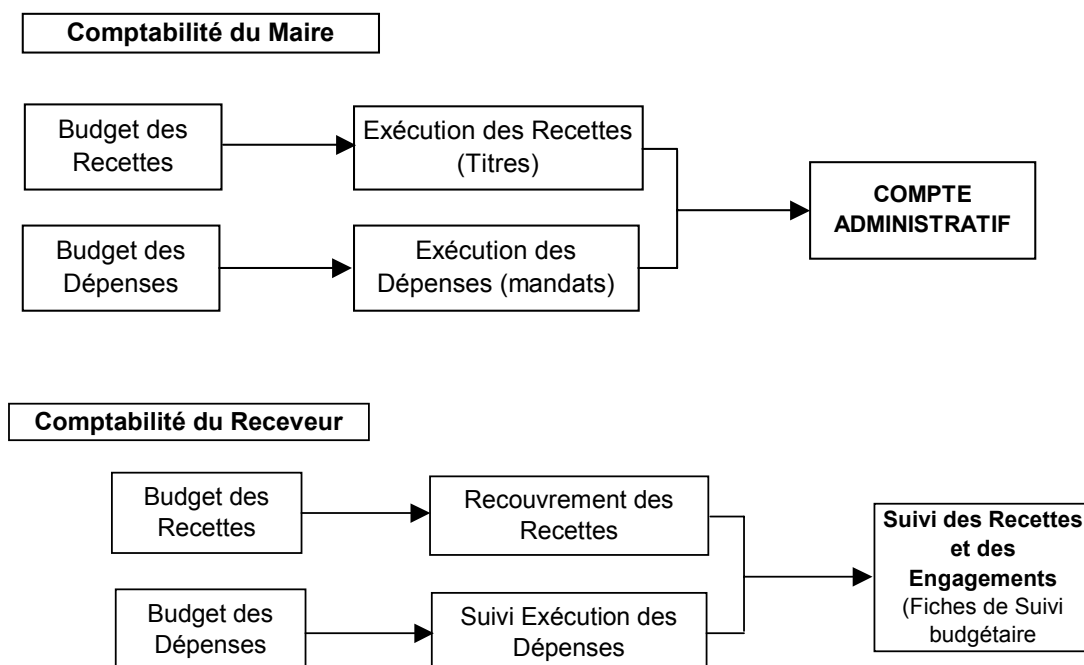 Comptabilité du Maire
Budget des
Recettes
Exécution des Recettes
(Titres)
COMPTE
ADMINISTRATIF
Budget des
Dépenses
Exécution des
Dépenses (mandats)
Comptabilité du Receveur
Budget des
Recettes
Recouvrement des
Recettes
Suivi des Recettes
et des
Engagements
(Fiches de Suivi
budgétaire
Budget des
Dépenses
Suivi Exécution des
Dépenses